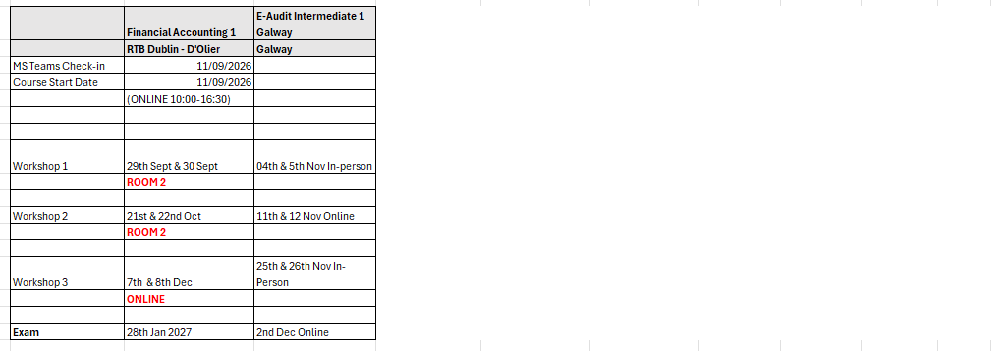 E-Audit Intermediate 1
Financial Accounting 1 Galway
RTB Dublin - D'Olier Galway
MS Teams Check-in 11/09/2026
Course Start Date 11/09/2026
(ONLINE 10:00-16:30)
Workshop 1 29th Sept & 30 Sept 04th & 5th Nov In-person
ROOM 2
Workshop 2 21st & 22nd Oct 11th & 12 Nov Online
ROOM 2
25th & 26th Nov In-
Workshop 3 7th & 8th Dec Person
ONLINE
Exam 28th Jan 2027 2nd Dec Online